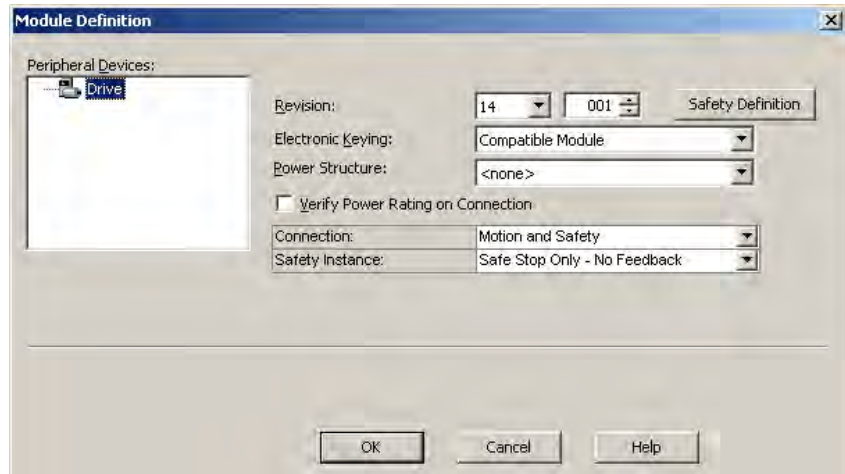 Module Definition
Peripheral Devices:
Drive
Revision: 14 001 Safety Definition
Electronic Keying: Compatible Module
Power Structure: <none>
Verify Power Rating on Connection
Connection: Motion and Safety
Safety Instance: Safe Stop Only - No Feedback
OK Cancel Help